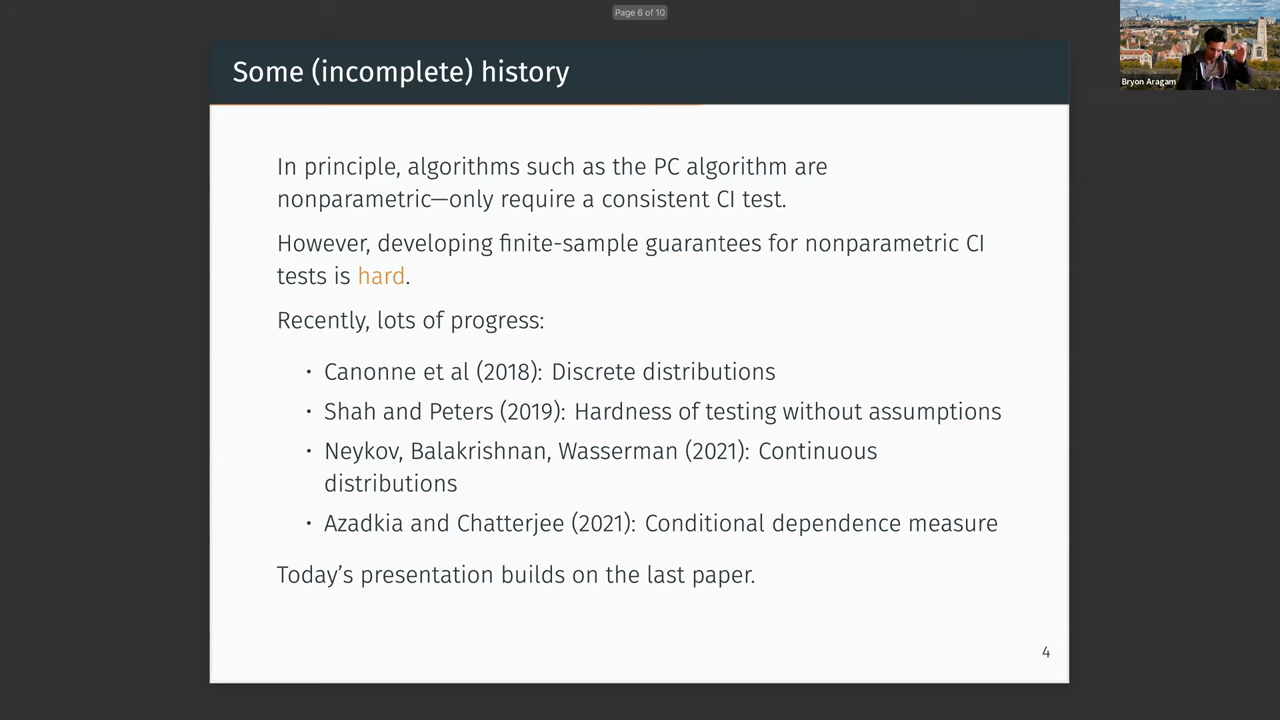 Page 6 of 10
Bryon Aragam
Some (incomplete) history
In principle, algorithms such as the PC algorithm are
nonparametric—only require a consistent CI test.
However, developing finite-sample guarantees for nonparametric CI
tests is hard.
Recently, lots of progress:
• Canonne et al (2018): Discrete distributions
• Shah and Peters (2019): Hardness of testing without assumptions
• Neykov, Balakrishnan, Wasserman (2021): Continuous
distributions
• Azadkia and Chatterjee (2021): Conditional dependence measure
Today’s presentation builds on the last paper.
4